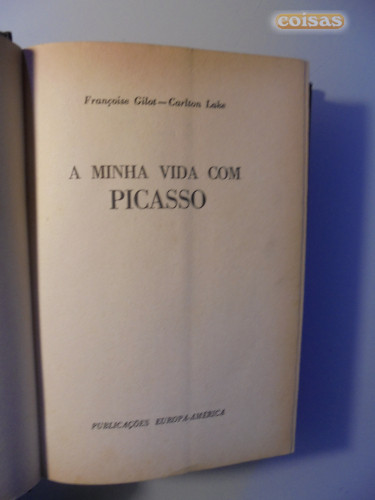 coisas
Françoise Gilot — Carlton Lake
A MINHA VIDA COM
PICASSO
PUBLICAÇÕES EUROPA-AMÉRICA